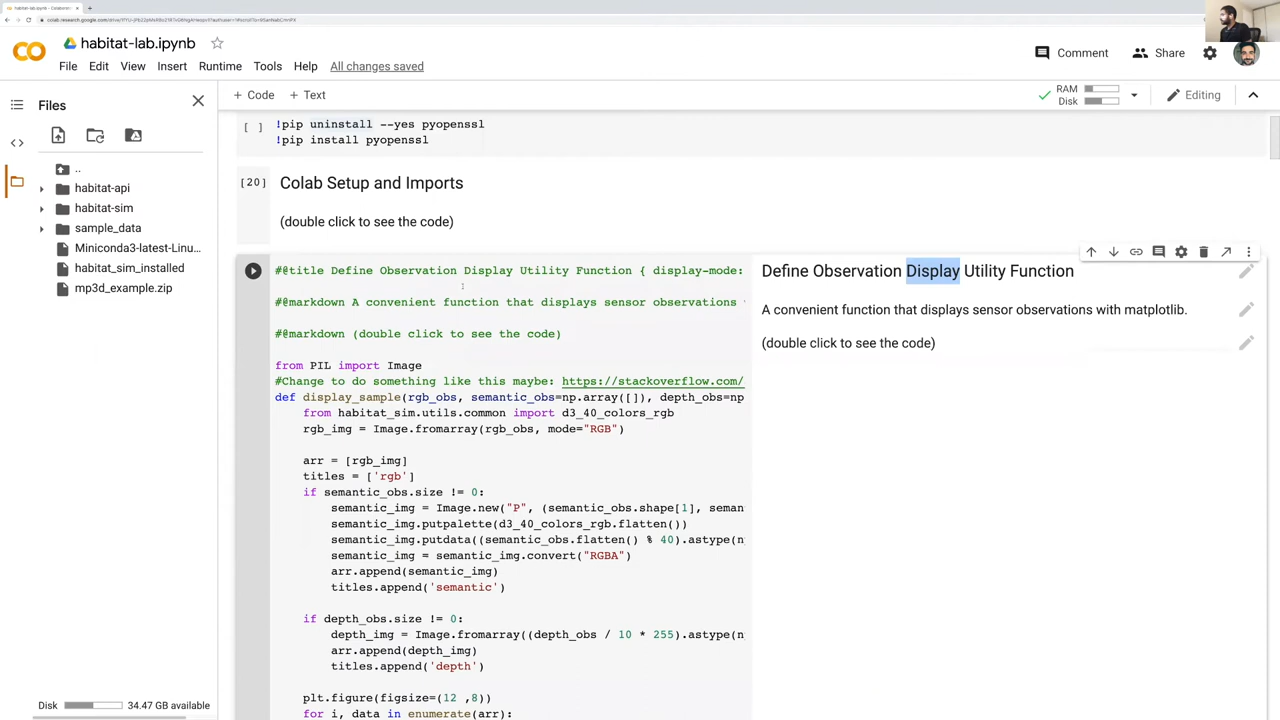 habitat-lab.ipynb
habitat-lab.ipynb
File Edit View Insert Runtime Tools Help All changes saved
Comment Share
+ Code + Text
RAM
Disk
Editing
Files
..
habitat-api
habitat-sim
sample_data
Miniconda3-latest-Linu...
habitat_sim_installed
mp3d_example.zip
Disk 34.47 GB available
[ ] !pip uninstall --yes pyopenssl
!pip install pyopenssl
[20] Colab Setup and Imports
(double click to see the code)
#@title Define Observation Display Utility Function { display-mode:
#@markdown A convenient function that displays sensor observations
#@markdown (double click to see the code)
from PIL import Image
#Change to do something like this maybe: https://stackoverflow.com/
def display_sample(rgb_obs, semantic_obs=np.array([]), depth_obs=np
from habitat_sim.utils.common import d3_40_colors_rgb
rgb_img = Image.fromarray(rgb_obs, mode="RGB")
arr = [rgb_img]
titles = ['rgb']
if semantic_obs.size != 0:
semantic_img = Image.new("P", (semantic_obs.shape[1], seman
semantic_img.putpalette(d3_40_colors_rgb.flatten())
semantic_img.putdata((semantic_obs.flatten() % 40).astype(n
semantic_img = semantic_img.convert("RGBA")
arr.append(semantic_img)
titles.append('semantic')
if depth_obs.size != 0:
depth_img = Image.fromarray((depth_obs / 10 * 255).astype(n
arr.append(depth_img)
titles.append('depth')
plt.figure(figsize=(12 ,8))
for i, data in enumerate(arr):
Define Observation Display Utility Function
A convenient function that displays sensor observations with matplotlib.
(double click to see the code)